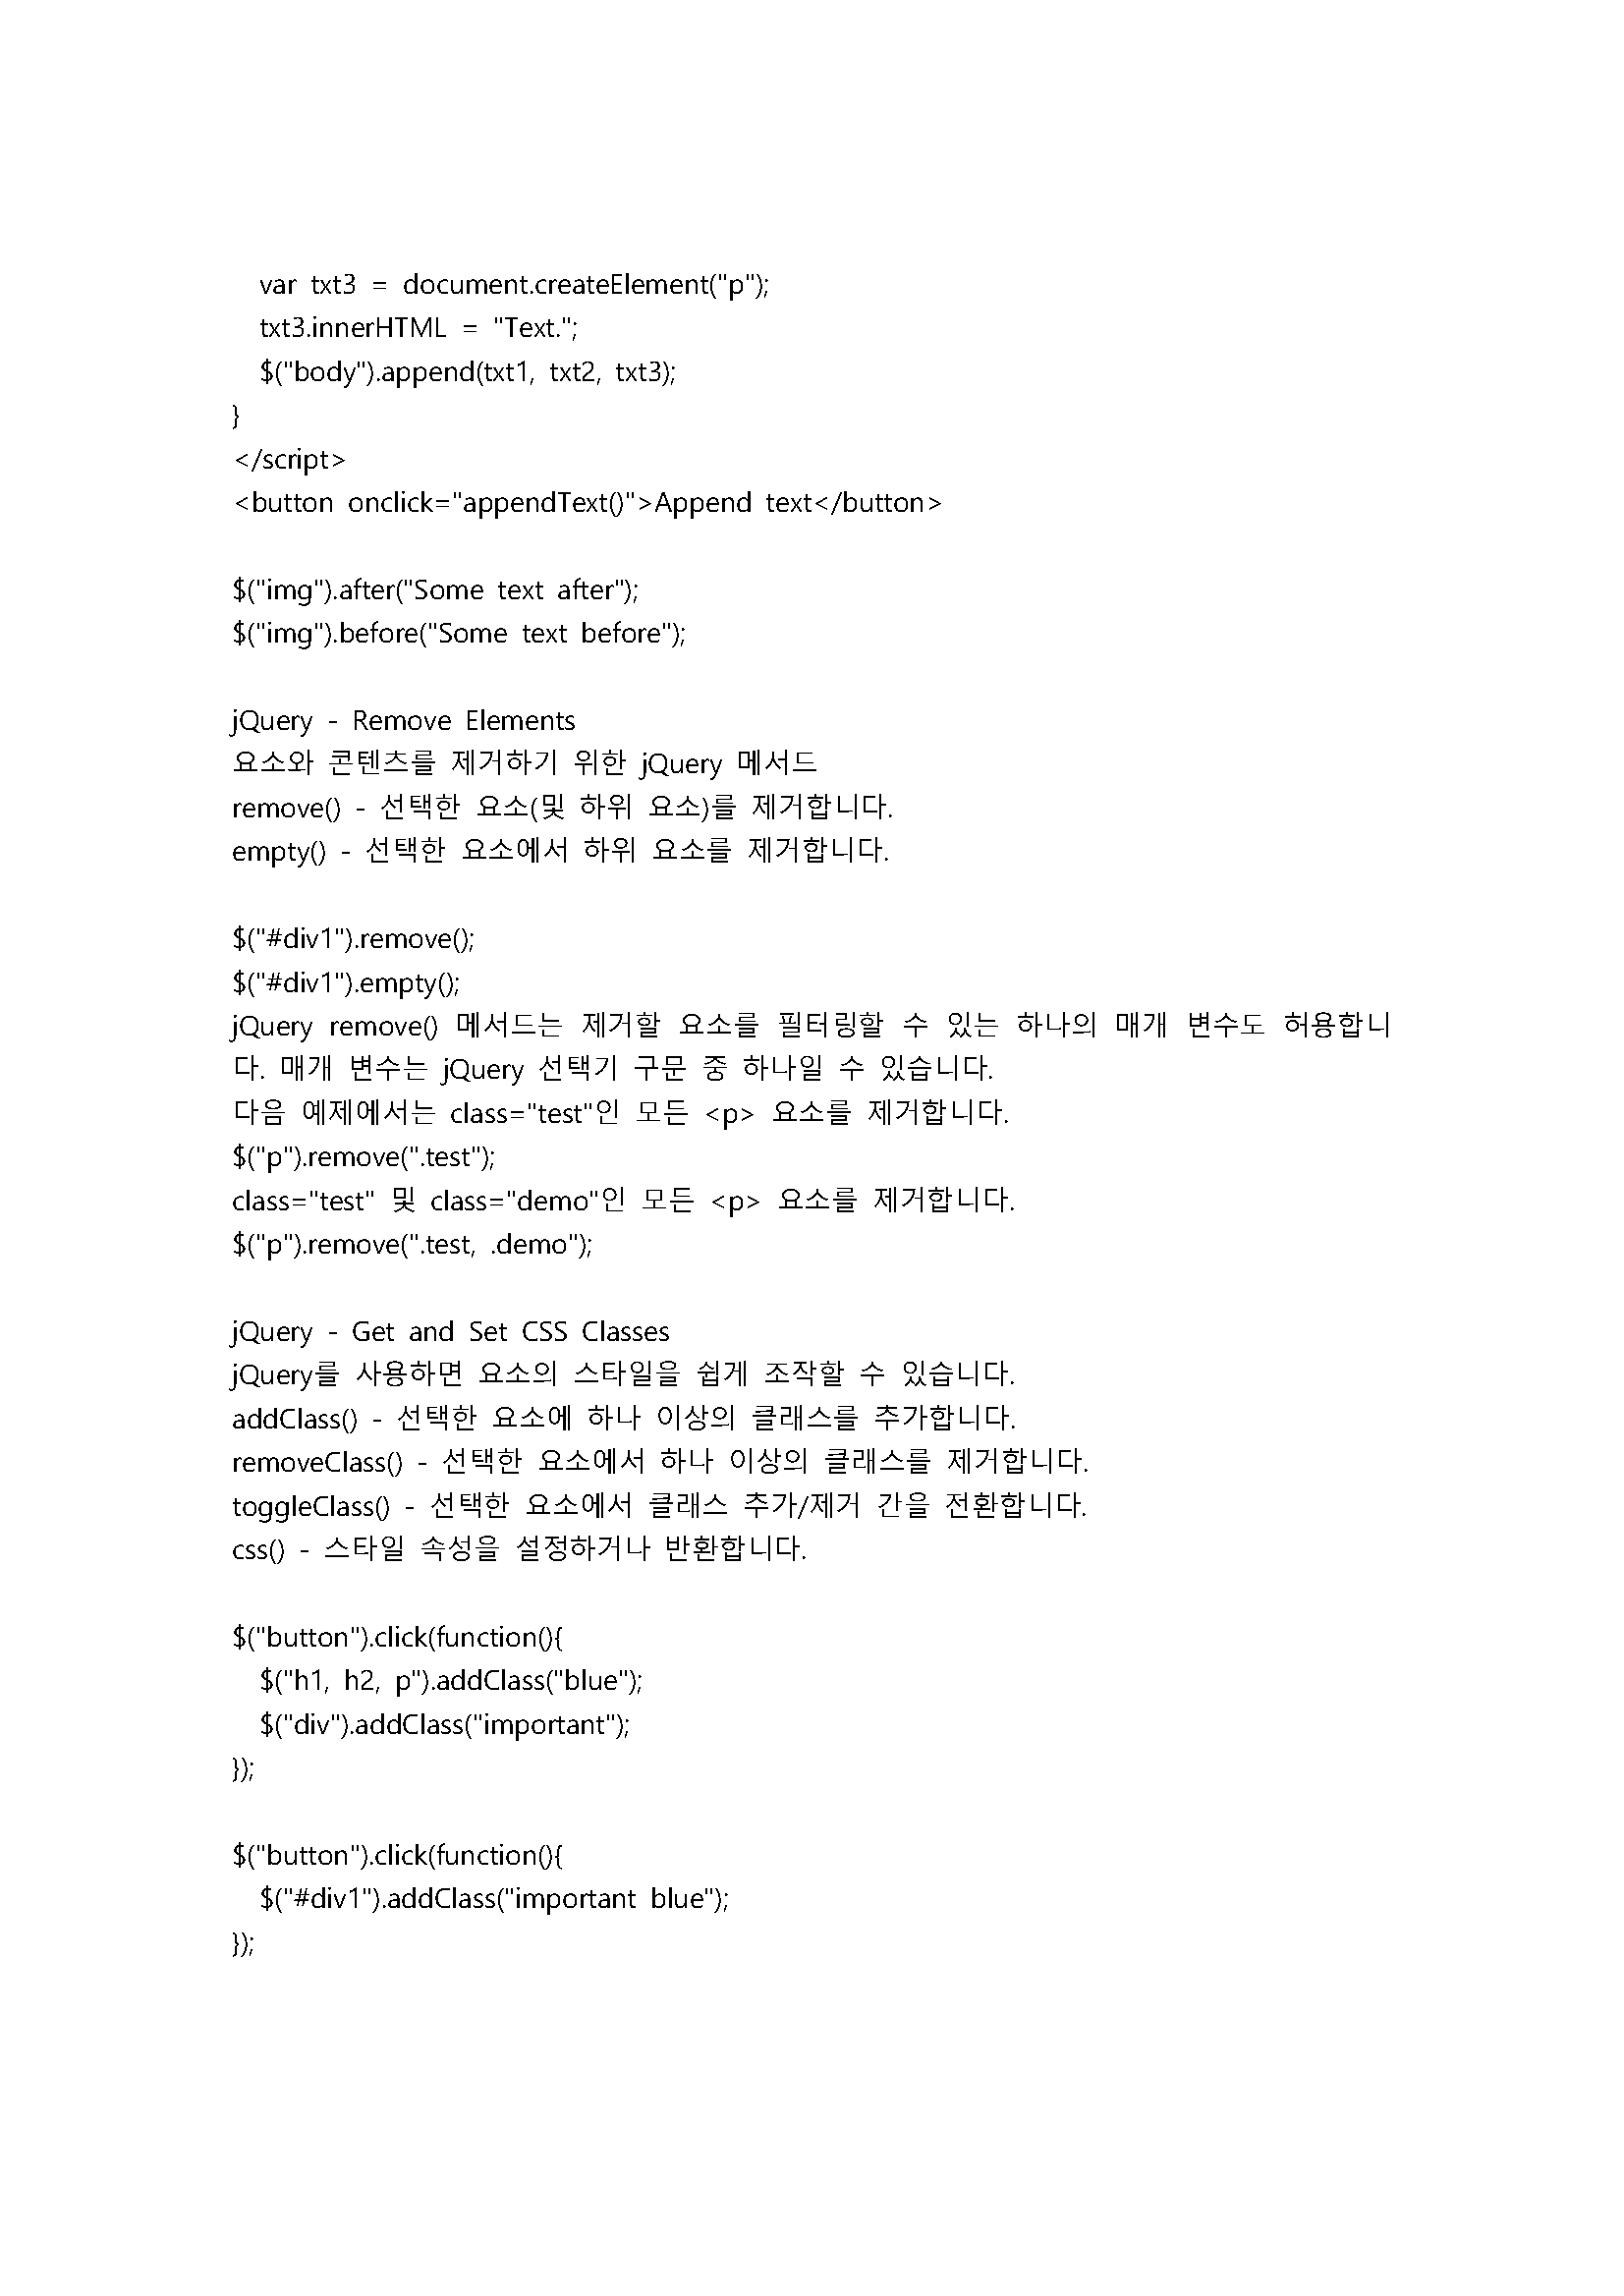 var txt3 = document.createElement("p");
txt3.innerHTML = "Text.";
$("body").append(txt1, txt2, txt3);
}
</script>
<button onclick="appendText()">Append text</button>
$("img").after("Some text after");
$("img").before("Some text before");
jQuery - Remove Elements
요소와 콘텐츠를 제거하기 위한 jQuery 메서드
remove() - 선택한 요소(및 하위 요소)를 제거합니다.
empty() - 선택한 요소에서 하위 요소를 제거합니다.
$("#div1").remove();
$("#div1").empty();
jQuery remove() 메서드는 제거할 요소를 필터링할 수 있는 하나의 매개 변수도 허용합니
다. 매개 변수는 jQuery 선택기 구문 중 하나일 수 있습니다.
다음 예제에서는 class="test"인 모든 <p> 요소를 제거합니다.
$("p").remove(".test");
class="test" 및 class="demo"인 모든 <p> 요소를 제거합니다.
$("p").remove(".test, .demo");
jQuery - Get and Set CSS Classes
jQuery를 사용하면 요소의 스타일을 쉽게 조작할 수 있습니다.
addClass() - 선택한 요소에 하나 이상의 클래스를 추가합니다.
removeClass() - 선택한 요소에서 하나 이상의 클래스를 제거합니다.
toggleClass() - 선택한 요소에서 클래스 추가/제거 간을 전환합니다.
css() - 스타일 속성을 설정하거나 반환합니다.
$("button").click(function(){
$("h1, h2, p").addClass("blue");
$("div").addClass("important");
});
$("button").click(function(){
$("#div1").addClass("important blue");
});